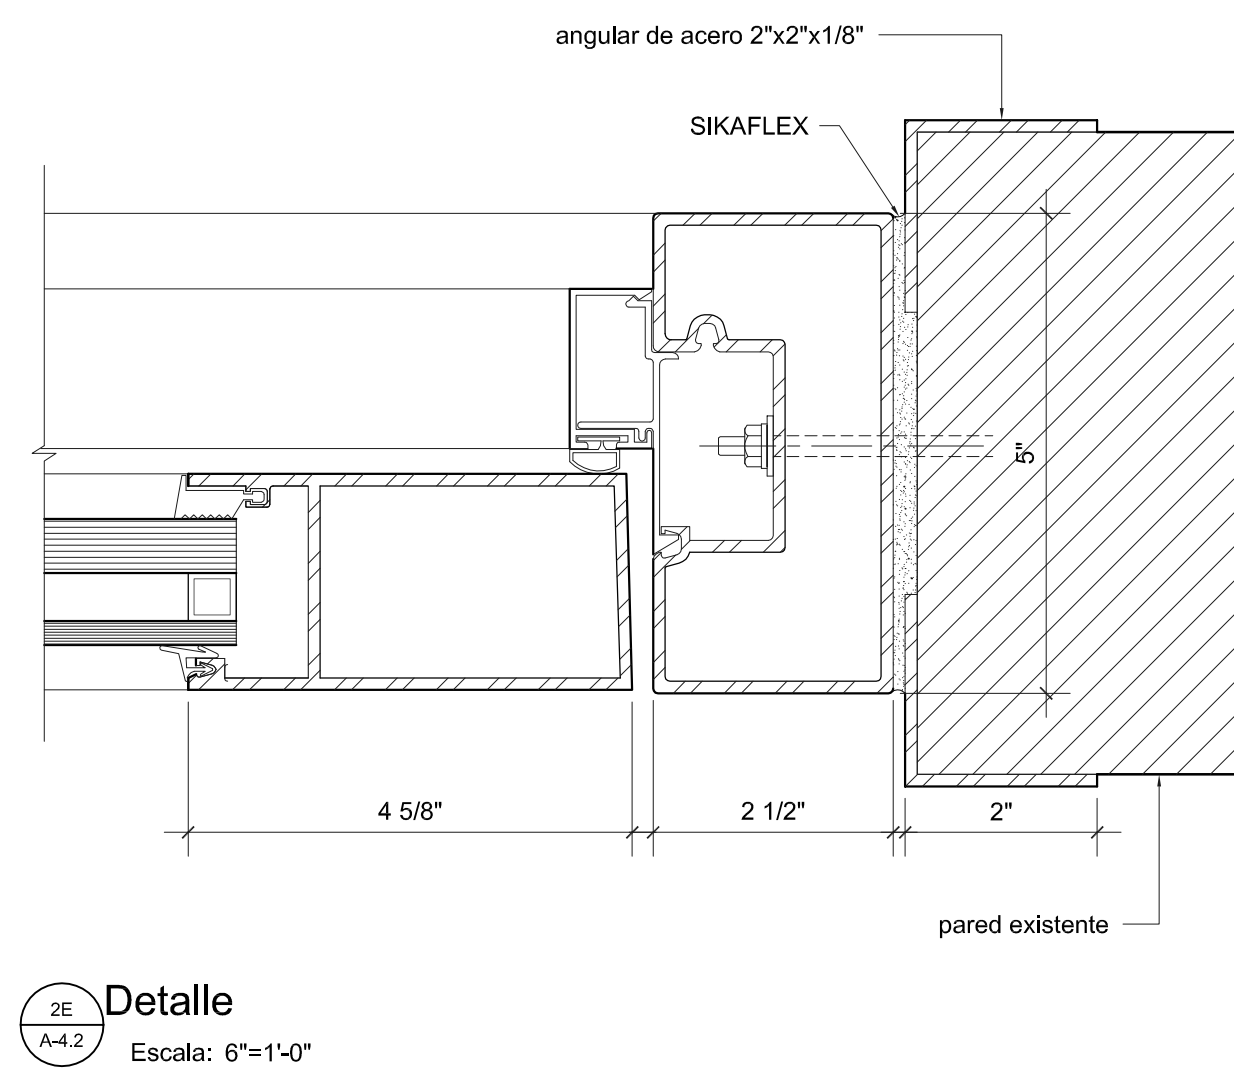 angular de acero 2"x2"x1/8"
SIKAFLEX
5"
4 5/8"
2 1/2"
2"
pared existente
2E
A-4.2
Detalle
Escala: 6"=1'-0"